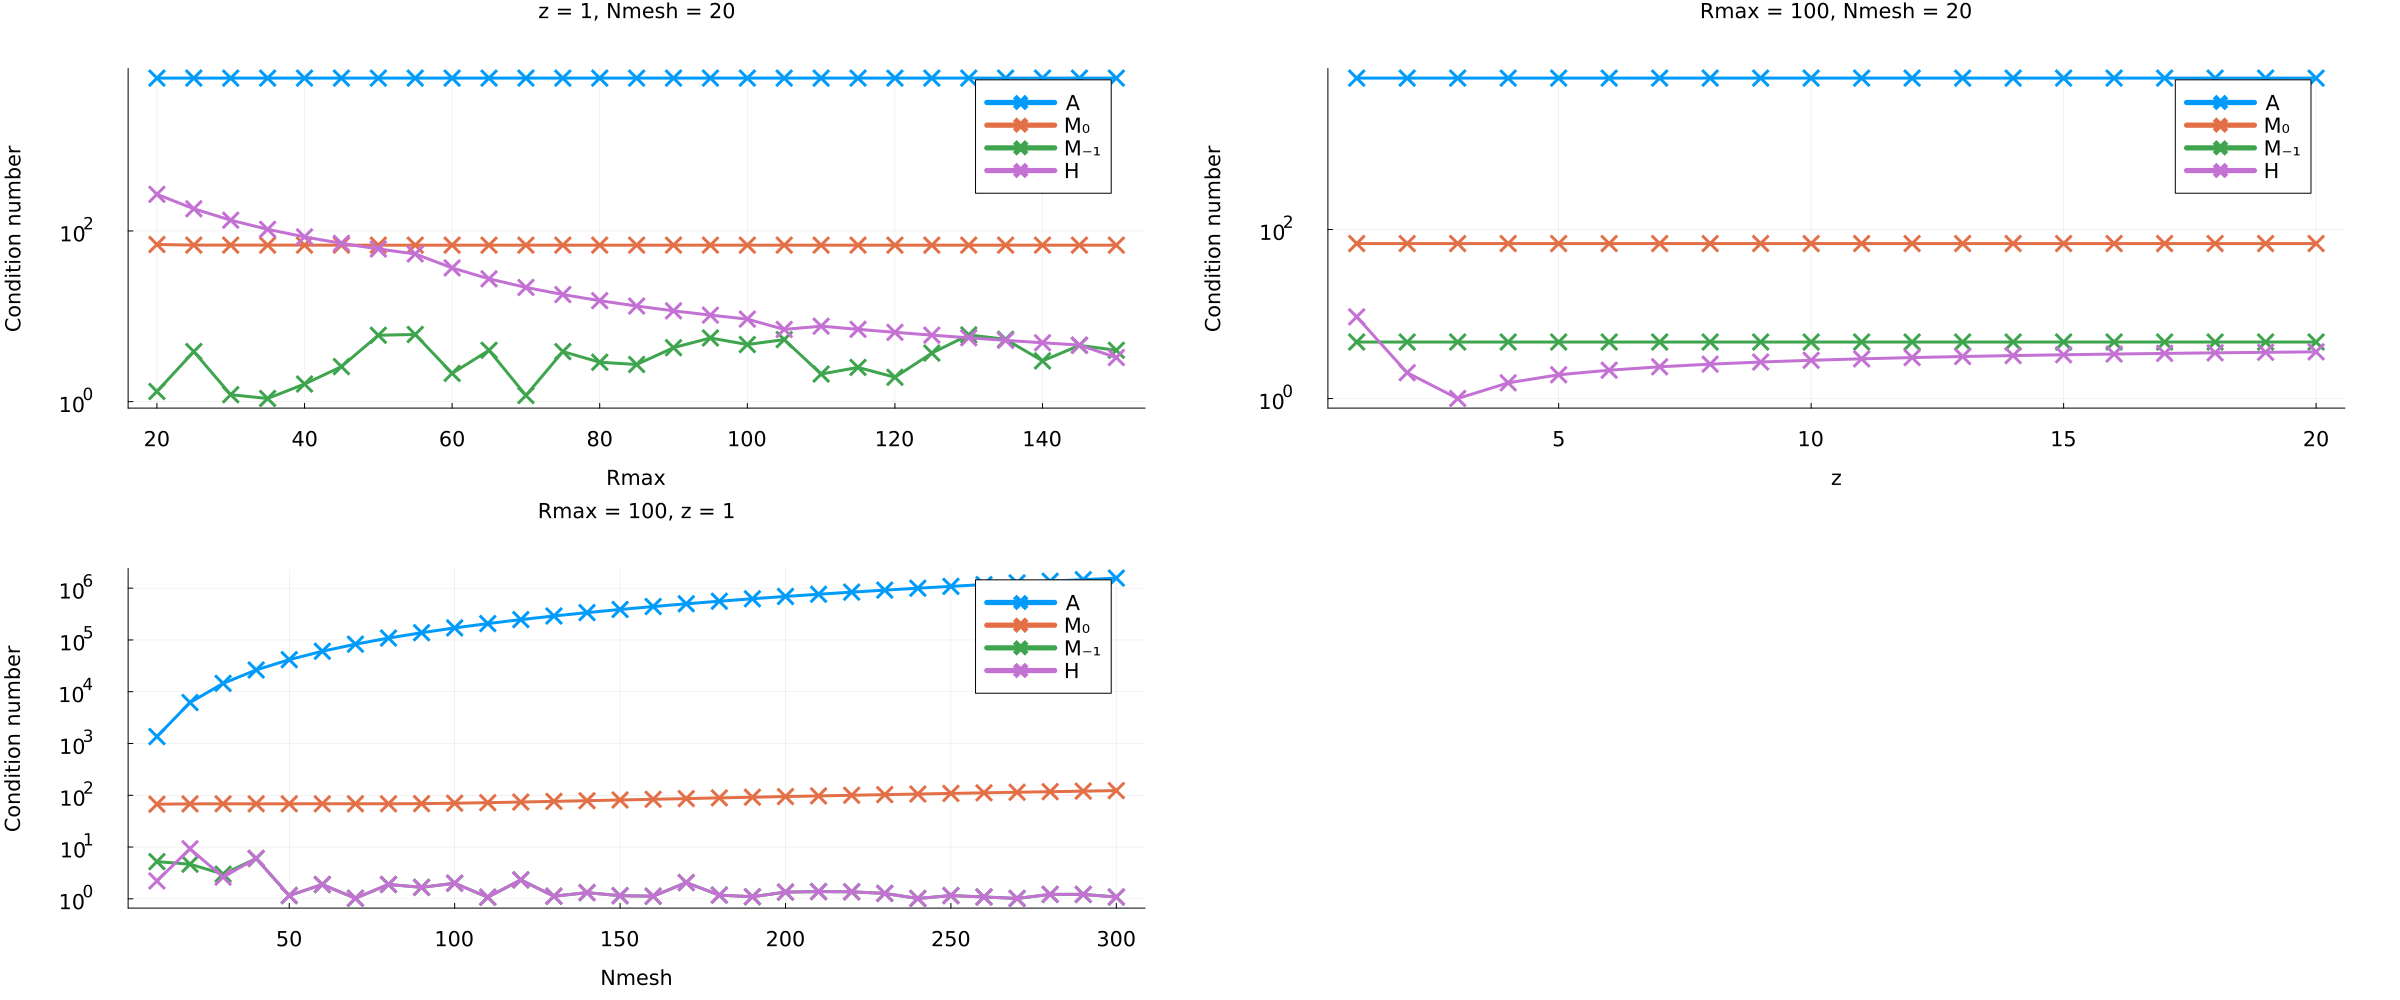 z = 1, Nmesh = 20
Condition number
10²
10⁰
20 40 60 80 100 120 140
Rmax
A
M₀
M₋₁
H
Rmax = 100, Nmesh = 20
Condition number
10²
10⁰
5 10 15 20
z
A
M₀
M₋₁
H
Rmax = 100, z = 1
Condition number
10⁶
10⁵
10⁴
10³
10²
10¹
10⁰
50 100 150 200 250 300
Nmesh
A
M₀
M₋₁
H